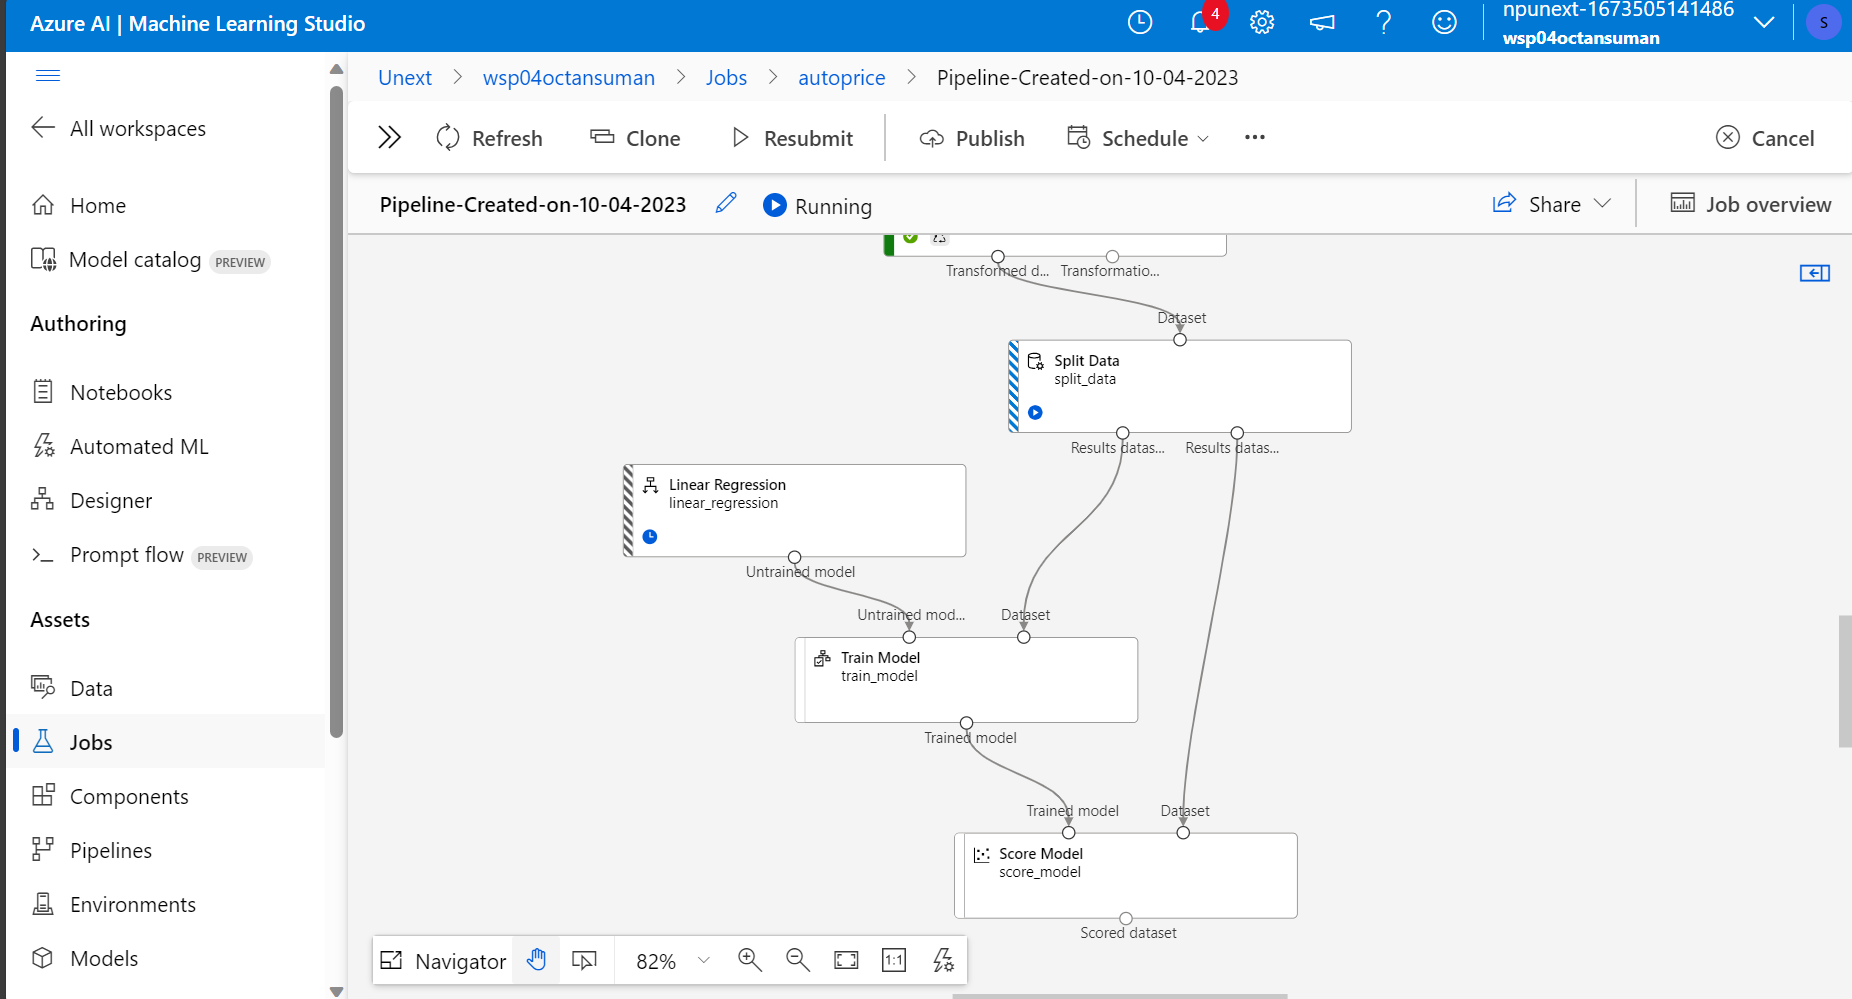 Azure AI | Machine Learning Studio
4
npunext-1673505141486
wsp04octansuman
S
All workspaces
Home
Model catalog PREVIEW
Authoring
Notebooks
Automated ML
Designer
Prompt flow PREVIEW
Assets
Data
Jobs
Components
Pipelines
Environments
Models
Unext > wsp04octansuman > Jobs > autoprice > Pipeline-Created-on-10-04-2023
Refresh Clone Resubmit Publish Schedule ... Cancel
Pipeline-Created-on-10-04-2023 Running Share Job overview
Transformed d... Transformatio...
Dataset
Split Data
split_data
Results datas... Results datas...
Linear Regression
linear_regression
Untrained model
Untrained mod... Dataset
Train Model
train_model
Trained model
Trained model Dataset
Score Model
score_model
Scored dataset
Navigator 82% 1:1